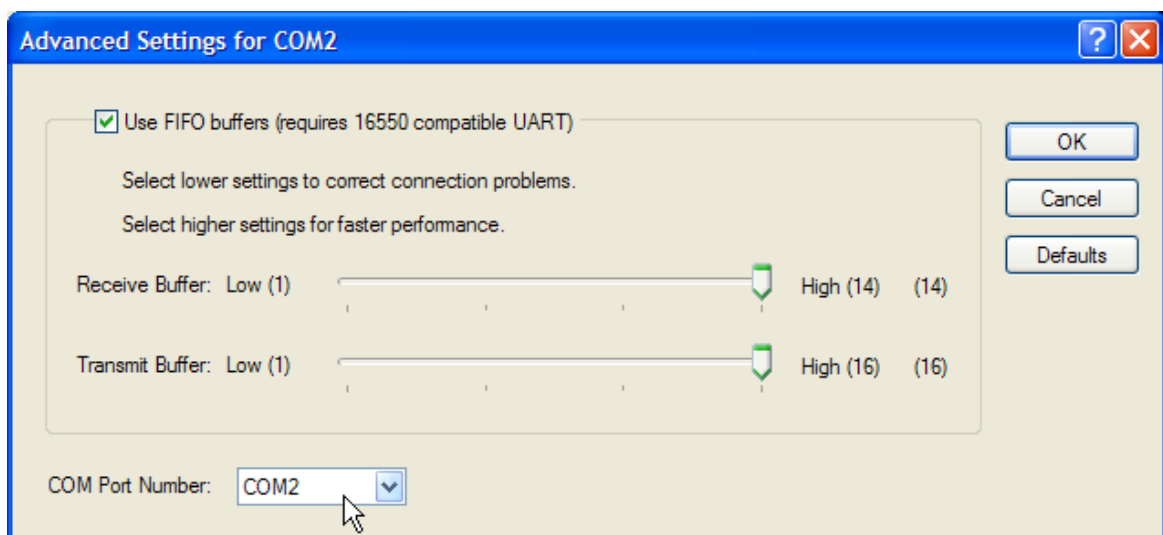 Advanced Settings for COM2
?
Use FIFO buffers (requires 16550 compatible UART)
OK
Select lower settings to correct connection problems.
Cancel
Select higher settings for faster performance.
Defaults
Receive Buffer: Low (1) High (14) (14)
Transmit Buffer: Low (1) High (16) (16)
COM Port Number: COM2